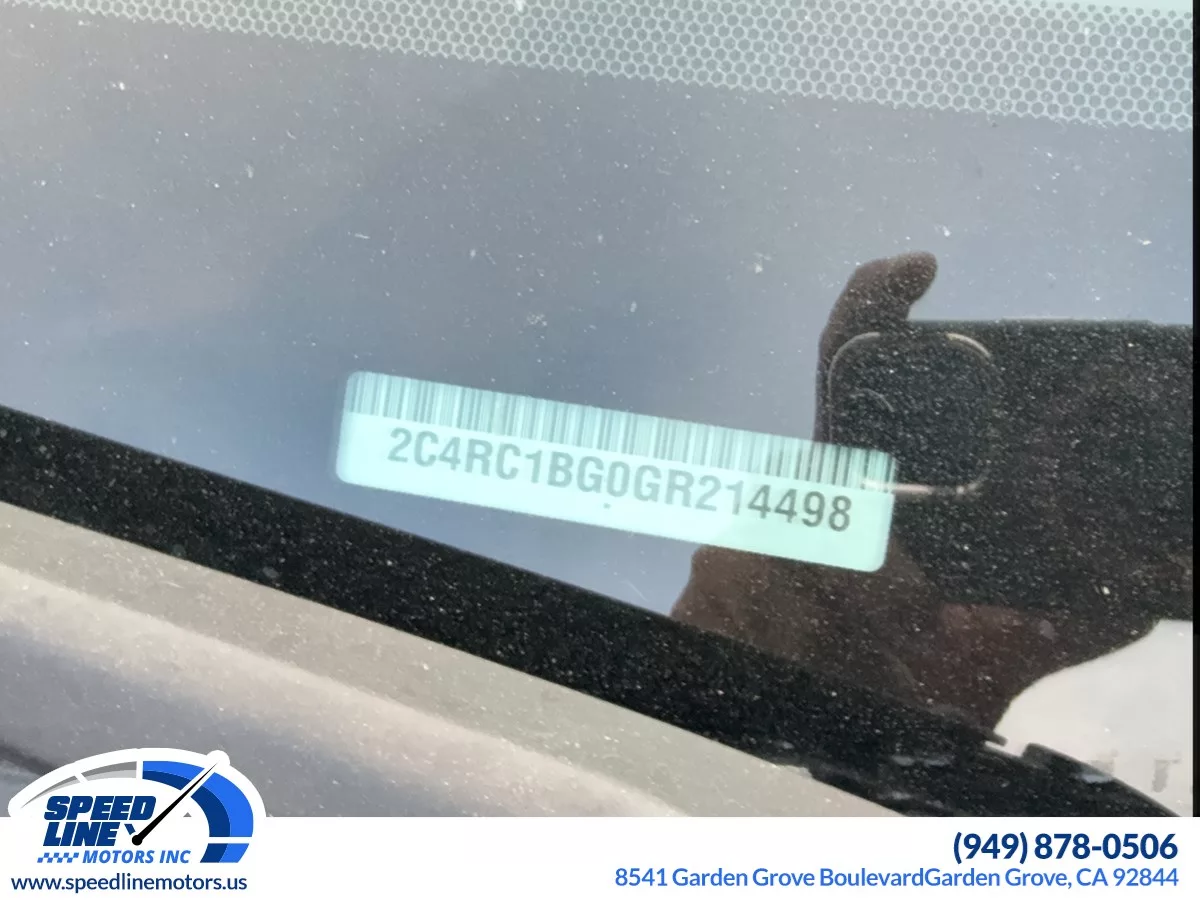 2C4RC1BG0GR214498
SPEED
LINE
MOTORS INC
www.speedlinemotors.us
(949) 878-0506
8541 Garden Grove BoulevardGarden Grove, CA 92844